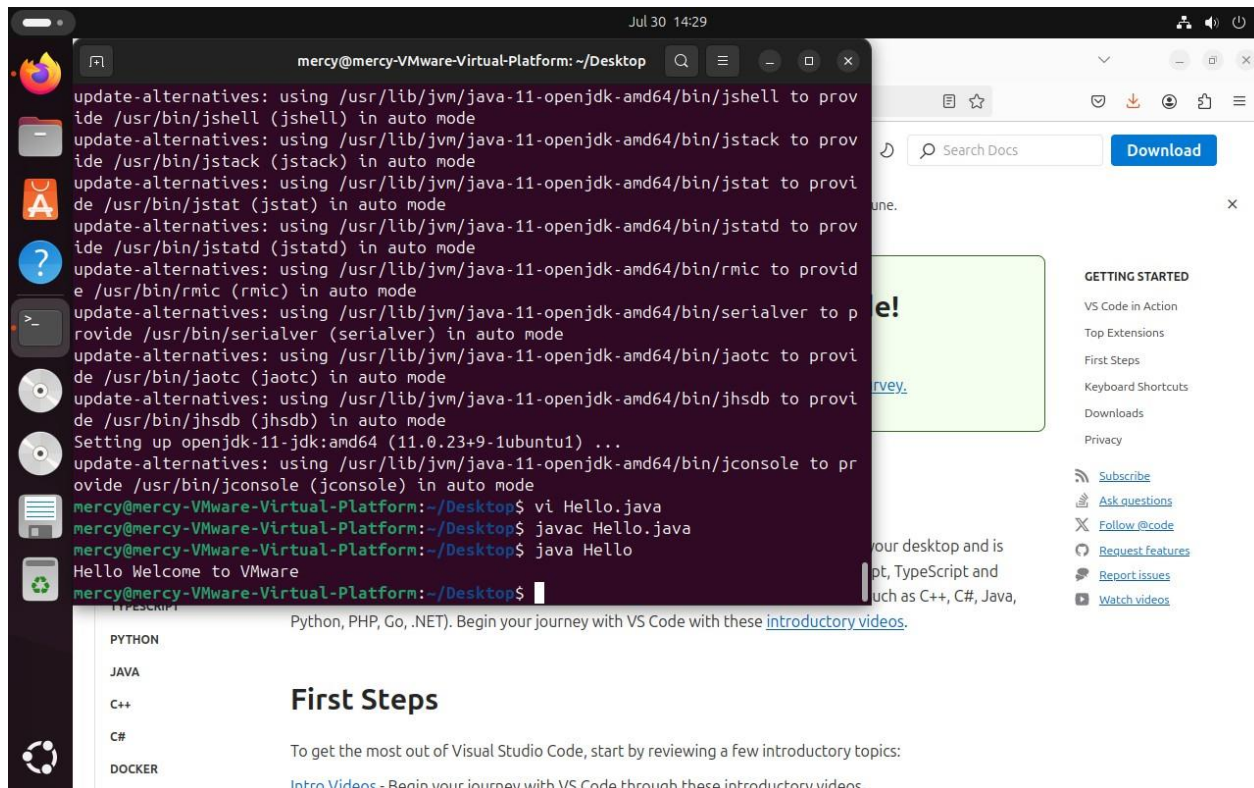 Jul 30 14:29
mercy@mercy-VMware-Virtual-Platform: ~/Desktop
update-alternatives: using /usr/lib/jvm/java-11-openjdk-amd64/bin/jshell to prov
ide /usr/bin/jshell (jshell) in auto mode
update-alternatives: using /usr/lib/jvm/java-11-openjdk-amd64/bin/jstack to prov
ide /usr/bin/jstack (jstack) in auto mode
update-alternatives: using /usr/lib/jvm/java-11-openjdk-amd64/bin/jstat to provi
de /usr/bin/jstat (jstat) in auto mode
update-alternatives: using /usr/lib/jvm/java-11-openjdk-amd64/bin/jstatd to prov
ide /usr/bin/jstatd (jstatd) in auto mode
update-alternatives: using /usr/lib/jvm/java-11-openjdk-amd64/bin/rmic to provid
e /usr/bin/rmic (rmic) in auto mode
update-alternatives: using /usr/lib/jvm/java-11-openjdk-amd64/bin/serialver to p
rovide /usr/bin/serialver (serialver) in auto mode
update-alternatives: using /usr/lib/jvm/java-11-openjdk-amd64/bin/jaotc to provi
de /usr/bin/jaotc (jaotc) in auto mode
update-alternatives: using /usr/lib/jvm/java-11-openjdk-amd64/bin/jhsdb to provi
de /usr/bin/jhsdb (jhsdb) in auto mode
Setting up openjdk-11-jdk:amd64 (11.0.23+9-1ubuntu1) ...
update-alternatives: using /usr/lib/jvm/java-11-openjdk-amd64/bin/jconsole to pr
ovide /usr/bin/jconsole (jconsole) in auto mode
mercy@mercy-VMware-Virtual-Platform:~/Desktop$ vi Hello.java
mercy@mercy-VMware-Virtual-Platform:~/Desktop$ javac Hello.java
mercy@mercy-VMware-Virtual-Platform:~/Desktop$ java Hello
Hello Welcome to VMware
mercy@mercy-VMware-Virtual-Platform:~/Desktop$
Search Docs
Download
une.
e!
rvey.
GETTING STARTED
VS Code in Action
Top Extensions
First Steps
Keyboard Shortcuts
Downloads
Privacy
Subscribe
Ask questions
Follow @code
Request features
Report issues
Watch videos
your desktop and is
pt, TypeScript and
uch as C++, C#, Java,
Python, PHP, Go, .NET). Begin your journey with VS Code with these introductory videos.
TYPESCRIPT
PYTHON
JAVA
C++
C#
DOCKER
First Steps
To get the most out of Visual Studio Code, start by reviewing a few introductory topics:
Intro Videos - Begin your journey with VS Code through these introductory videos.